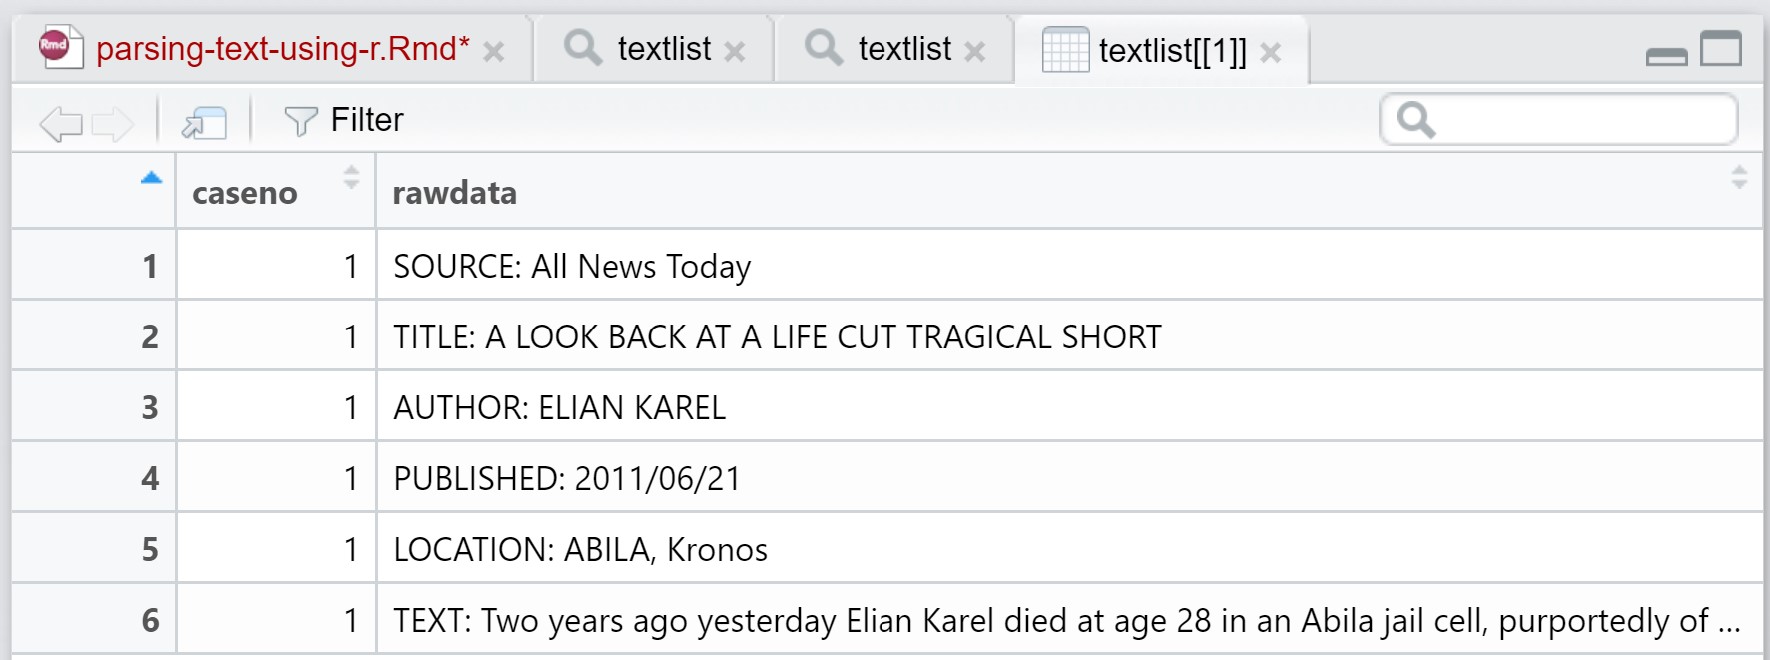 Rmd parsing-text-using-r.Rmd* textlist textlist textlist[[1]]
Filter
caseno rawdata
1 1 SOURCE: All News Today
2 1 TITLE: A LOOK BACK AT A LIFE CUT TRAGICAL SHORT
3 1 AUTHOR: ELIAN KAREL
4 1 PUBLISHED: 2011/06/21
5 1 LOCATION: ABILA, Kronos
6 1 TEXT: Two years ago yesterday Elian Karel died at age 28 in an Abila jail cell, purportedly of ...